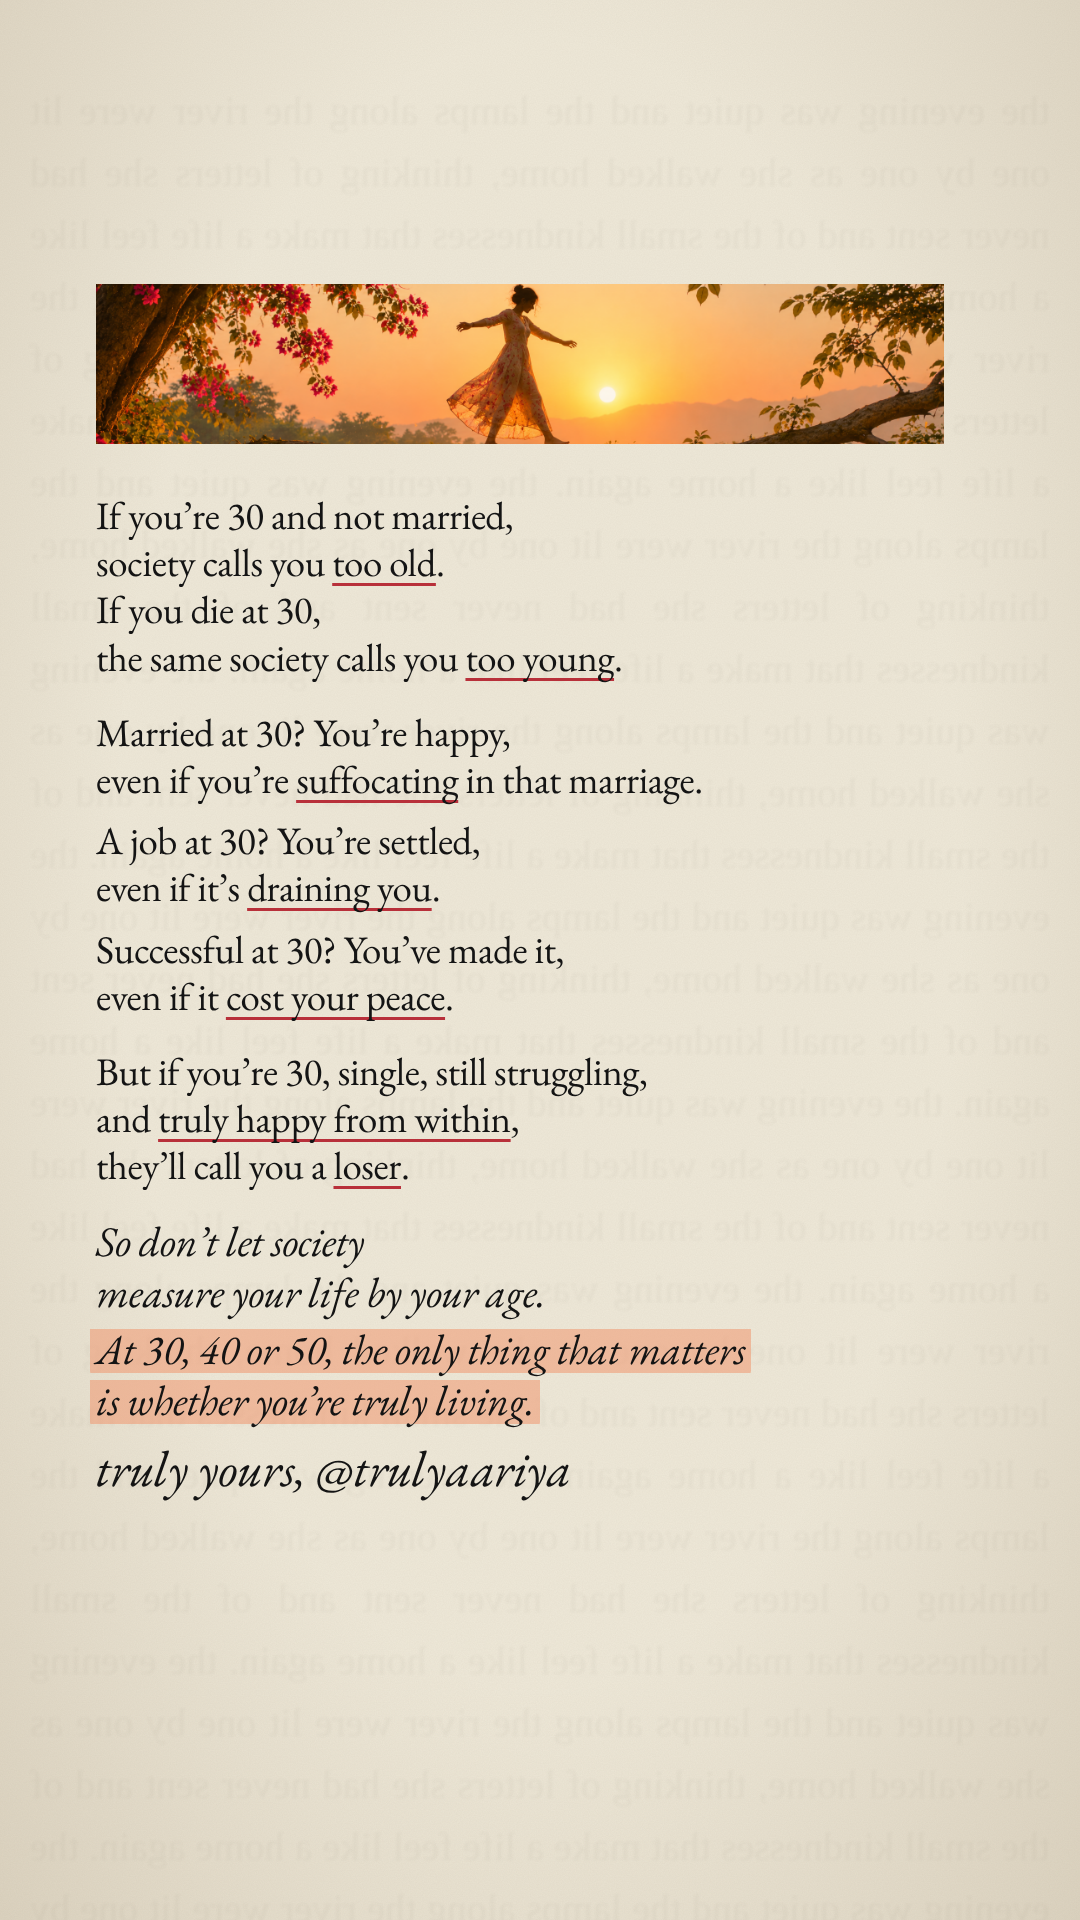 If you’re 30 and not married,
society calls you too old.
If you die at 30,
the same society calls you too young.
Married at 30? You’re happy,
even if you’re suffocating in that marriage.
A job at 30? You’re settled,
even if it’s draining you.
Successful at 30? You’ve made it,
even if it cost your peace.
But if you’re 30, single, still struggling,
and truly happy from within,
they’ll call you a loser.
So don’t let society
measure your life by your age.
At 30, 40 or 50, the only thing that matters
is whether you’re truly living.
truly yours, @trulyaariya